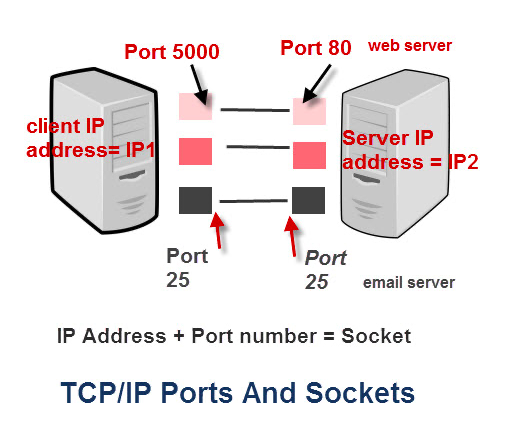 Port 5000
Port 80 web server
client IP
address= IP1
Server IP
address = IP2
Port
25
Port
25
email server
IP Address + Port number = Socket
TCP/IP Ports And Sockets